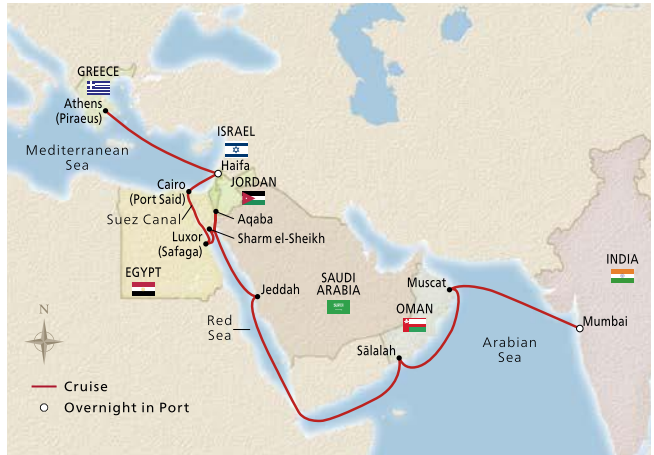 GREECE
Athens
(Piraeus)
Mediterranean
Sea
ISRAEL
Haifa
Cairo
(Port Said)
JORDAN
Suez Canal
Aqaba
Luxor
(Safaga)
Sharm el-Sheikh
EGYPT
SAUDI
ARABIA
Jeddah
Muscat
INDIA
OMAN
Mumbai
Red
Sea
Sālalah
Arabian
Sea
N
Cruise
Overnight in Port